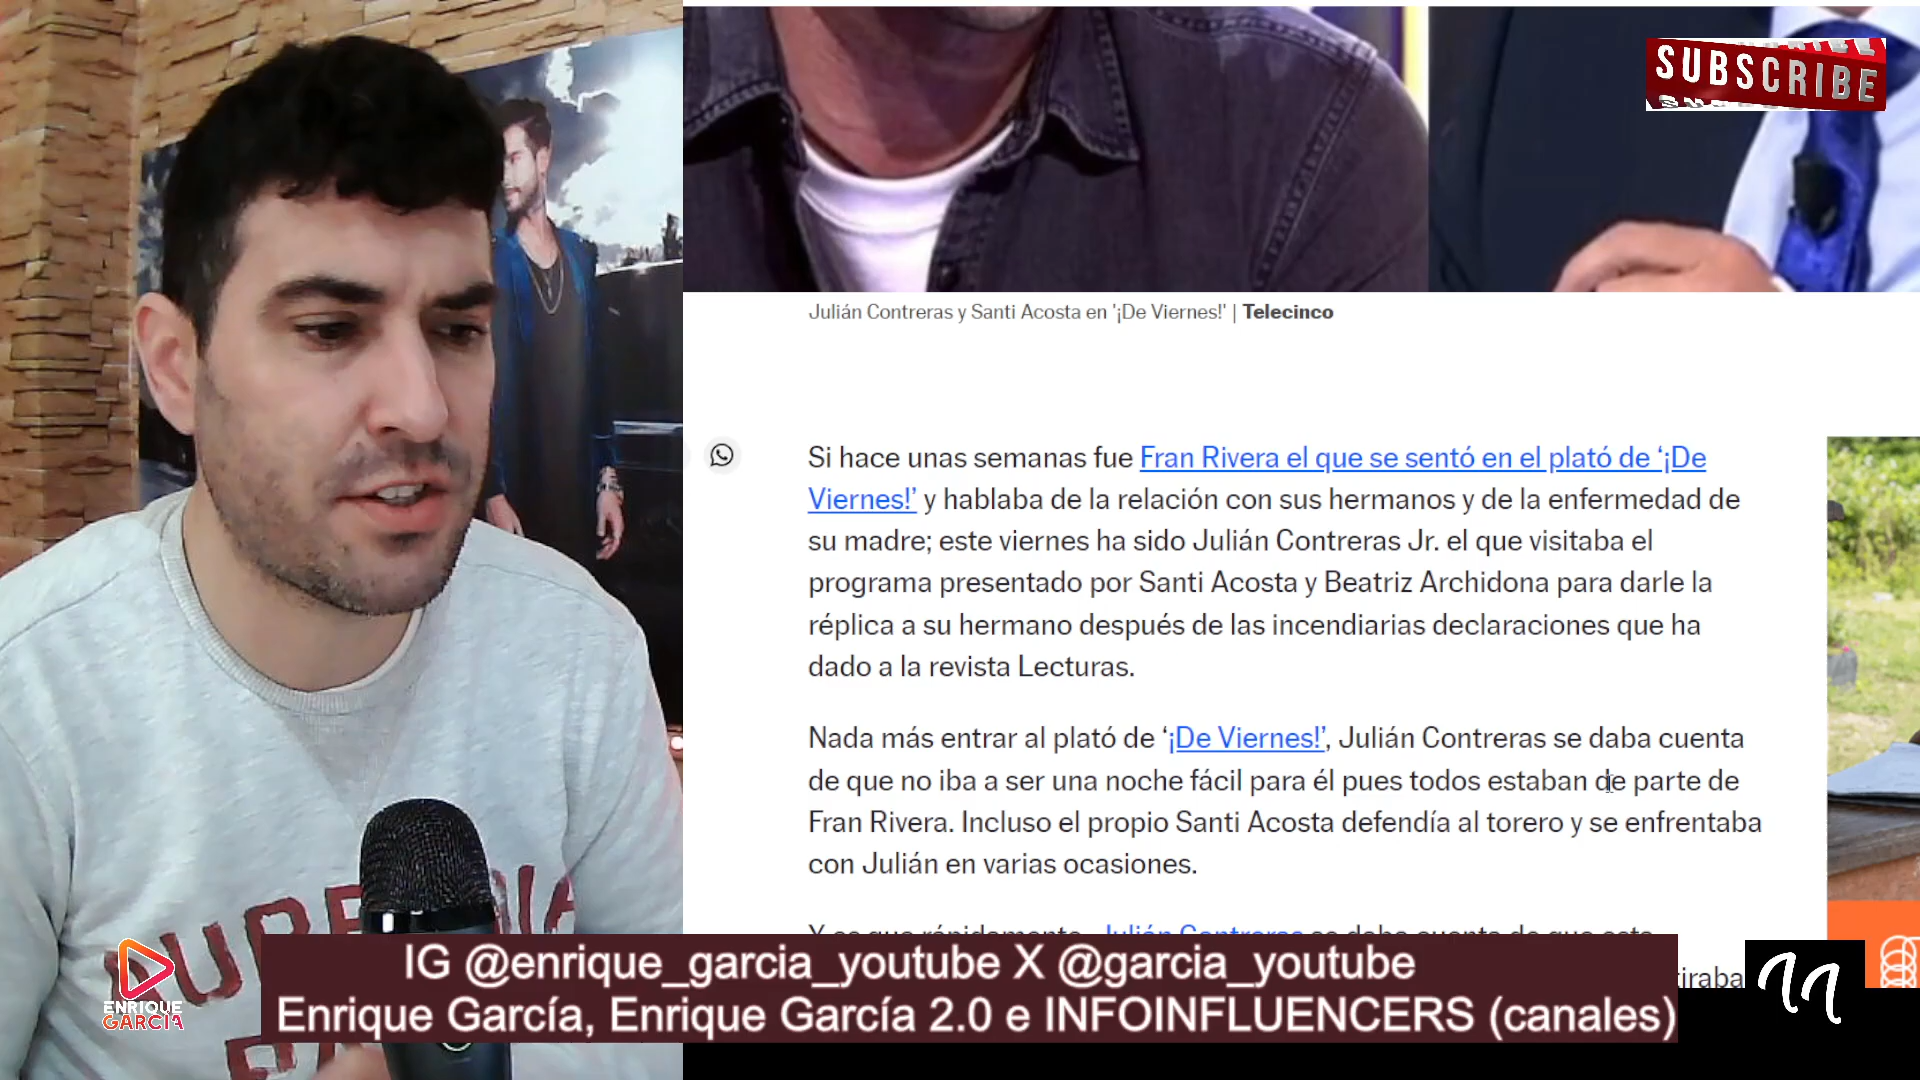 SUBSCRIBE
Julián Contreras y Santi Acosta en '¡De Viernes!' | Telecinco
Si hace unas semanas fue Fran Rivera el que se sentó en el plató de ‘¡De
Viernes!’ y hablaba de la relación con sus hermanos y de la enfermedad de
su madre; este viernes ha sido Julián Contreras Jr. el que visitaba el
programa presentado por Santi Acosta y Beatriz Archidona para darle la
réplica a su hermano después de las incendiarias declaraciones que ha
dado a la revista Lecturas.
Nada más entrar al plató de ‘¡De Viernes!’, Julián Contreras se daba cuenta
de que no iba a ser una noche fácil para él pues todos estaban de parte de
Fran Rivera. Incluso el propio Santi Acosta defendía al torero y se enfrentaba
con Julián en varias ocasiones.
IG @enrique_garcia_youtube X @garcia_youtube
Enrique García, Enrique García 2.0 e INFOINFLUENCERS (canales)
ENRIQUE
GARCÍA